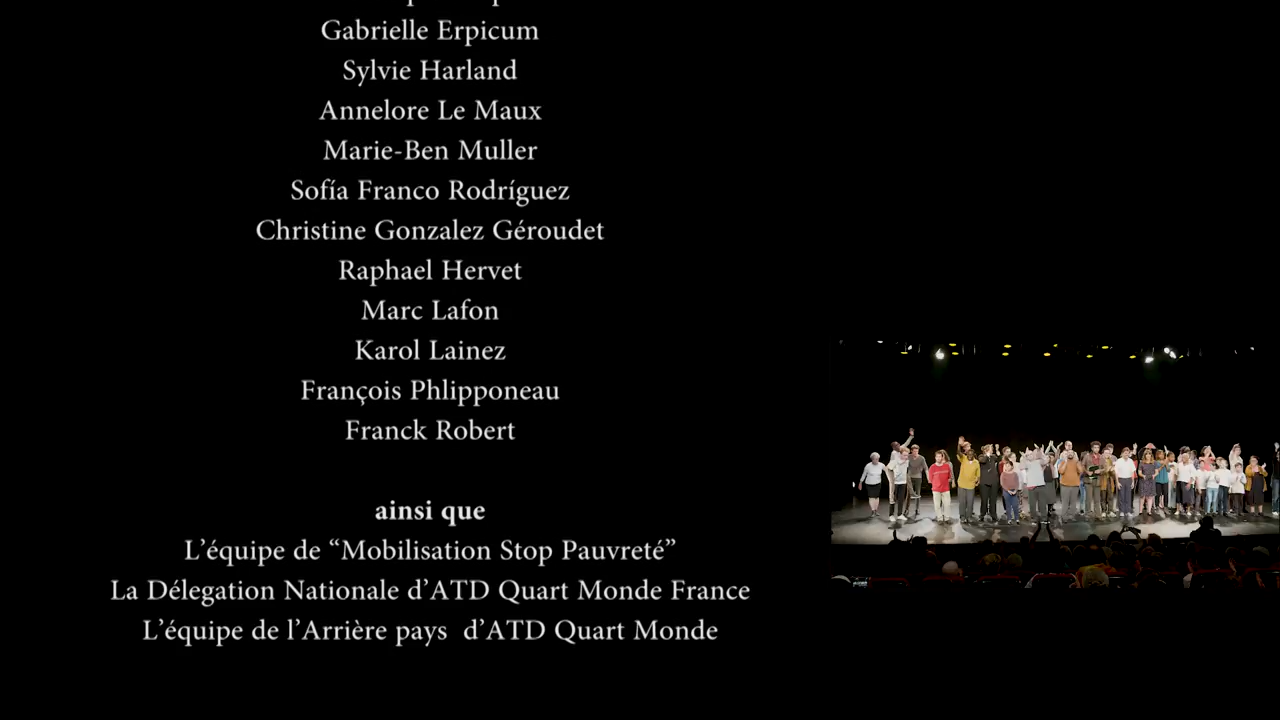 Gabrielle Erpicum
Sylvie Harland
Annelore Le Maux
Marie-Ben Muller
Sofía Franco Rodríguez
Christine Gonzalez Géroudet
Raphael Hervet
Marc Lafon
Karol Lainez
François Phlipponeau
Franck Robert
ainsi que
L’équipe de “Mobilisation Stop Pauvreté”
La Délegation Nationale d’ATD Quart Monde France
L’équipe de l’Arrière pays  d’ATD Quart Monde